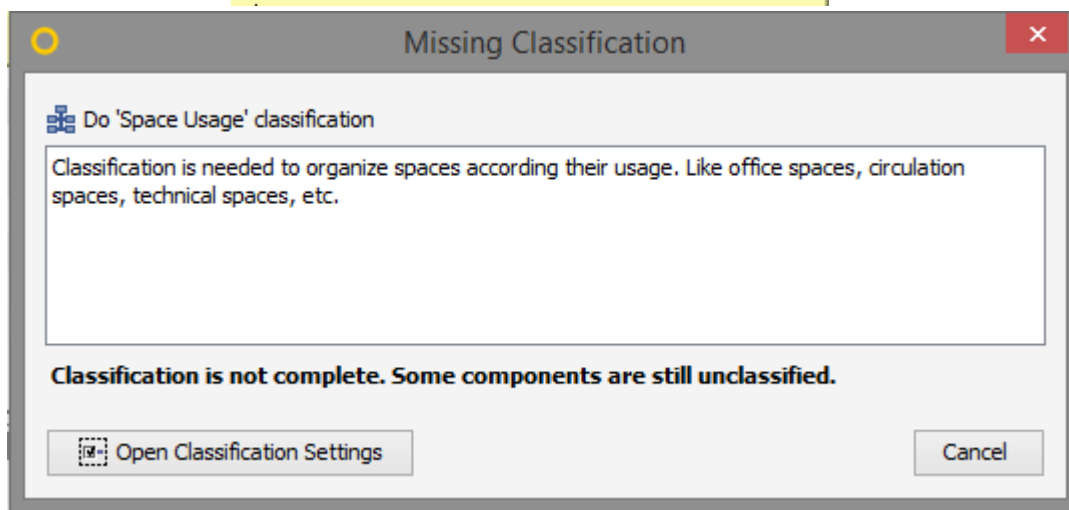 Missing Classification
Do 'Space Usage' classification
Classification is needed to organize spaces according their usage. Like office spaces, circulation
spaces, technical spaces, etc.
Classification is not complete. Some components are still unclassified.
Open Classification Settings
Cancel